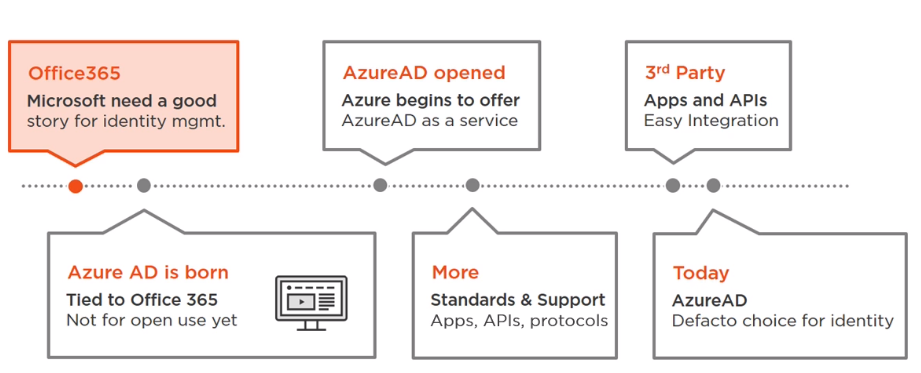 Office365
Microsoft need a good
story for identity mgmt.
Azure AD is born
Tied to Office 365
Not for open use yet
AzureAD opened
Azure begins to offer
AzureAD as a service
More
Standards & Support
Apps, APIs, protocols
3rd Party
Apps and APIs
Easy Integration
Today
AzureAD
Defacto choice for identity